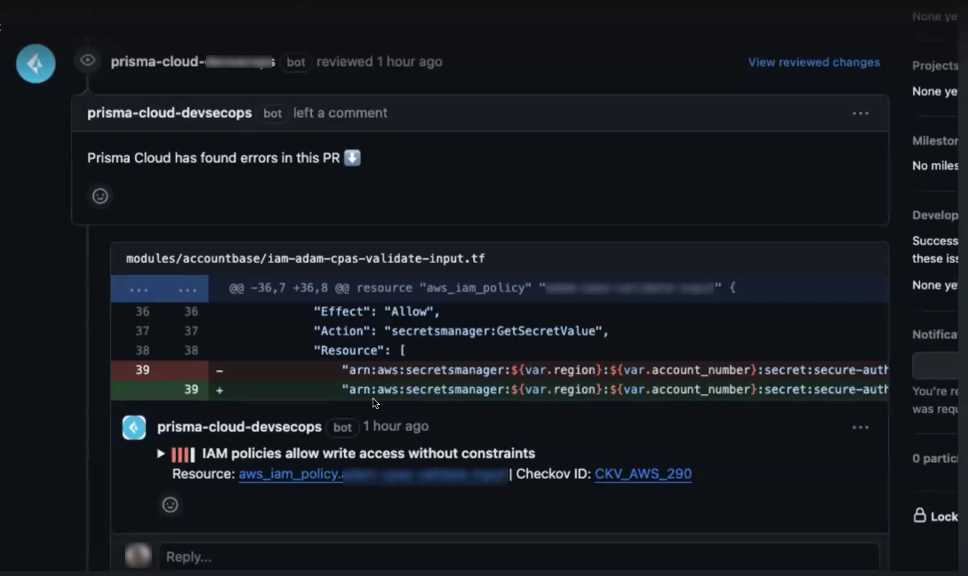 None ye
prisma-cloud- bot reviewed 1 hour ago
View reviewed changes
Projects
None ye
prisma-cloud-devsecops bot left a comment
Milestor
No miles
Prisma Cloud has found errors in this PR ⬇️
Develop
Success
these iss
None ye
modules/accountbase/iam-adam-cpas-validate-input.tf
... ... @@ -36,7 +36,8 @@ resource "aws_iam_policy" " " {
36 36 "Effect": "Allow",
37 37 "Action": "secretsmanager:GetSecretValue",
38 38 "Resource": [
39 - "arn:aws:secretsmanager:${var.region}:${var.account_number}:secret:secure-auth
39 + "arn:aws:secretsmanager:${var.region}:${var.account_number}:secret:secure-auth
Notifica
You're re
was requ
prisma-cloud-devsecops bot 1 hour ago
IAM policies allow write access without constraints
Resource: aws_iam_policy. | Checkov ID: CKV_AWS_290
0 partici
Lock
Reply...